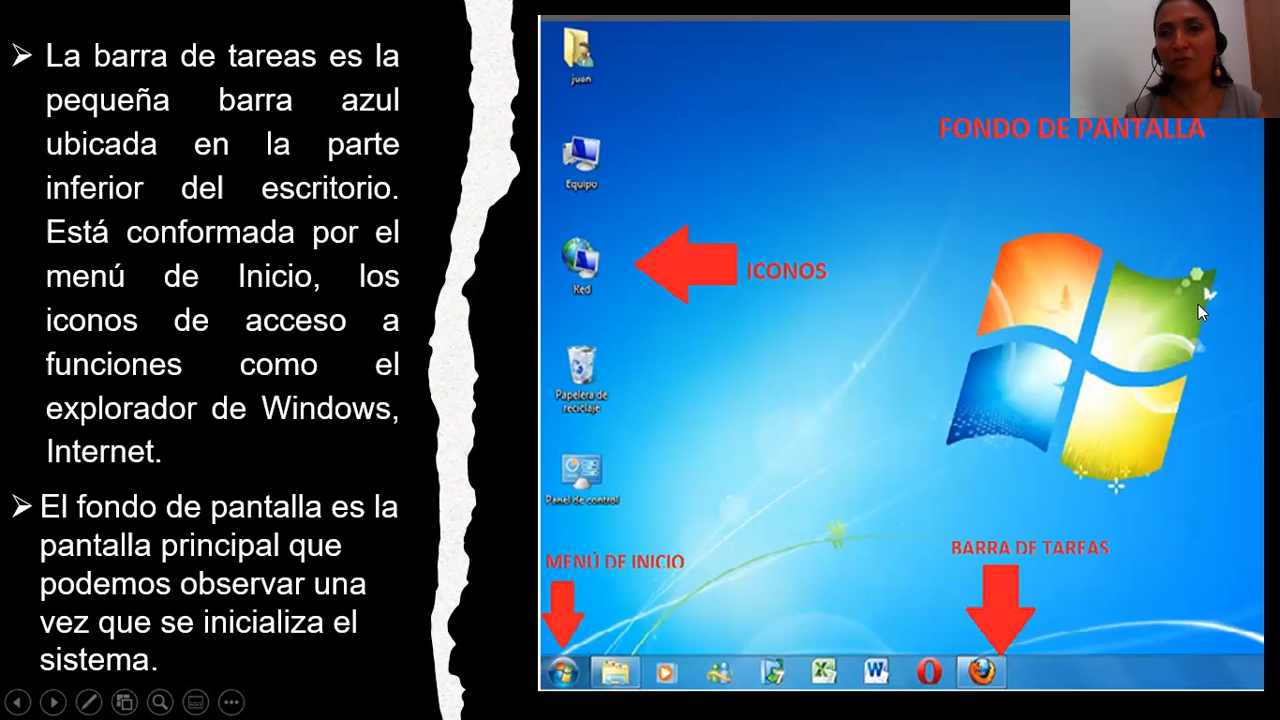 La barra de tareas es la
pequeña barra azul
ubicada en la parte
inferior del escritorio.
Está conformada por el
menú de Inicio, los
iconos de acceso a
funciones como el
explorador de Windows,
Internet.
El fondo de pantalla es la
pantalla principal que
podemos observar una
vez que se inicializa el
sistema.
juan
FONDO DE PANTALLA
Equipo
Red
ICONOS
Papelera de
reciclaje
Panel de control
MENÚ DE INICIO
BARRA DE TAREAS